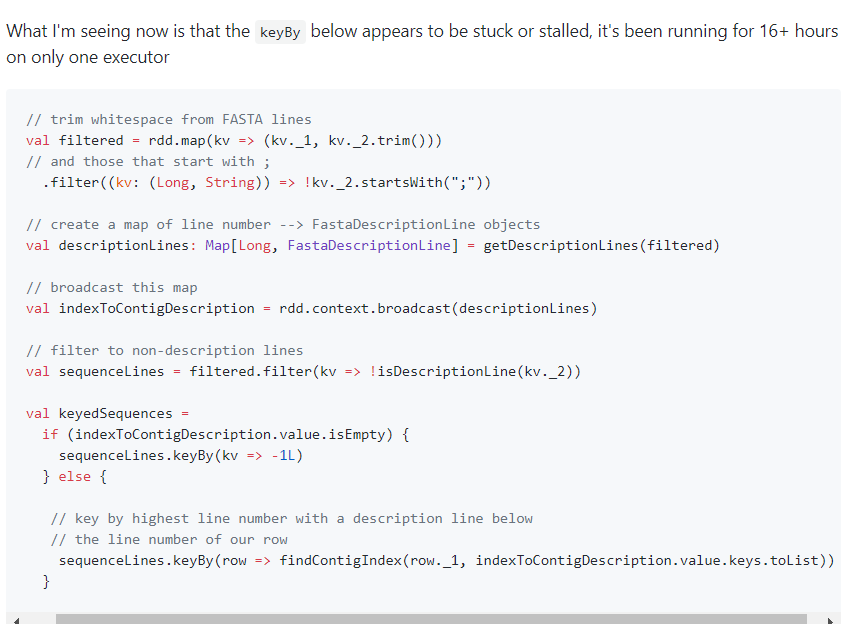 What I'm seeing now is that the keyBy below appears to be stuck or stalled, it's been running for 16+ hours
on only one executor
// trim whitespace from FASTA lines
val filtered = rdd.map(kv => (kv._1, kv._2.trim()))
// and those that start with ;
  .filter((kv: (Long, String)) => !kv._2.startsWith(";"))
// create a map of line number --> FastaDescriptionLine objects
val descriptionLines: Map[Long, FastaDescriptionLine] = getDescriptionLines(filtered)
// broadcast this map
val indexToContigDescription = rdd.context.broadcast(descriptionLines)
// filter to non-description lines
val sequenceLines = filtered.filter(kv => !isDescriptionLine(kv._2))
val keyedSequences =
  if (indexToContigDescription.value.isEmpty) {
    sequenceLines.keyBy(kv => -1L)
  } else {
   // key by highest line number with a description line below
   // the line number of our row
    sequenceLines.keyBy(row => findContigIndex(row._1, indexToContigDescription.value.keys.toList))
  }